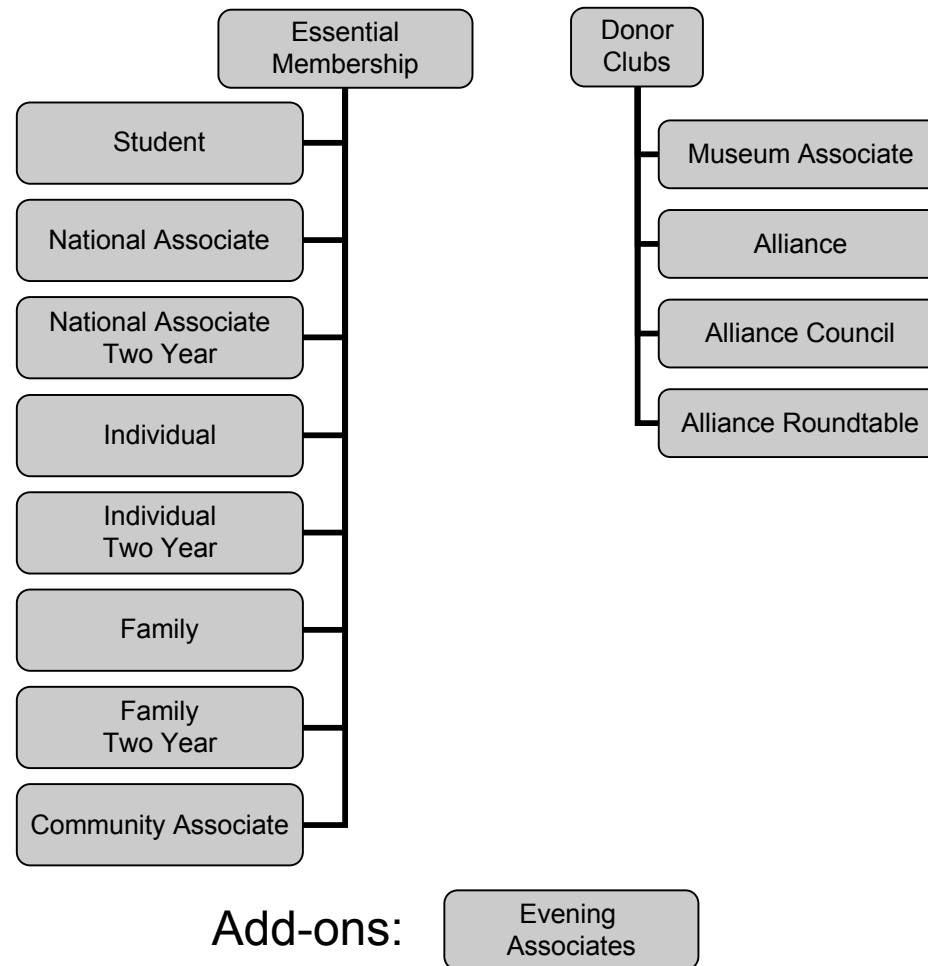 Essential
Membership
Student
National Associate
National Associate
Two Year
Individual
Individual
Two Year
Family
Family
Two Year
Community Associate
Donor
Clubs
Museum Associate
Alliance
Alliance Council
Alliance Roundtable
Add-ons:
Evening
Associates